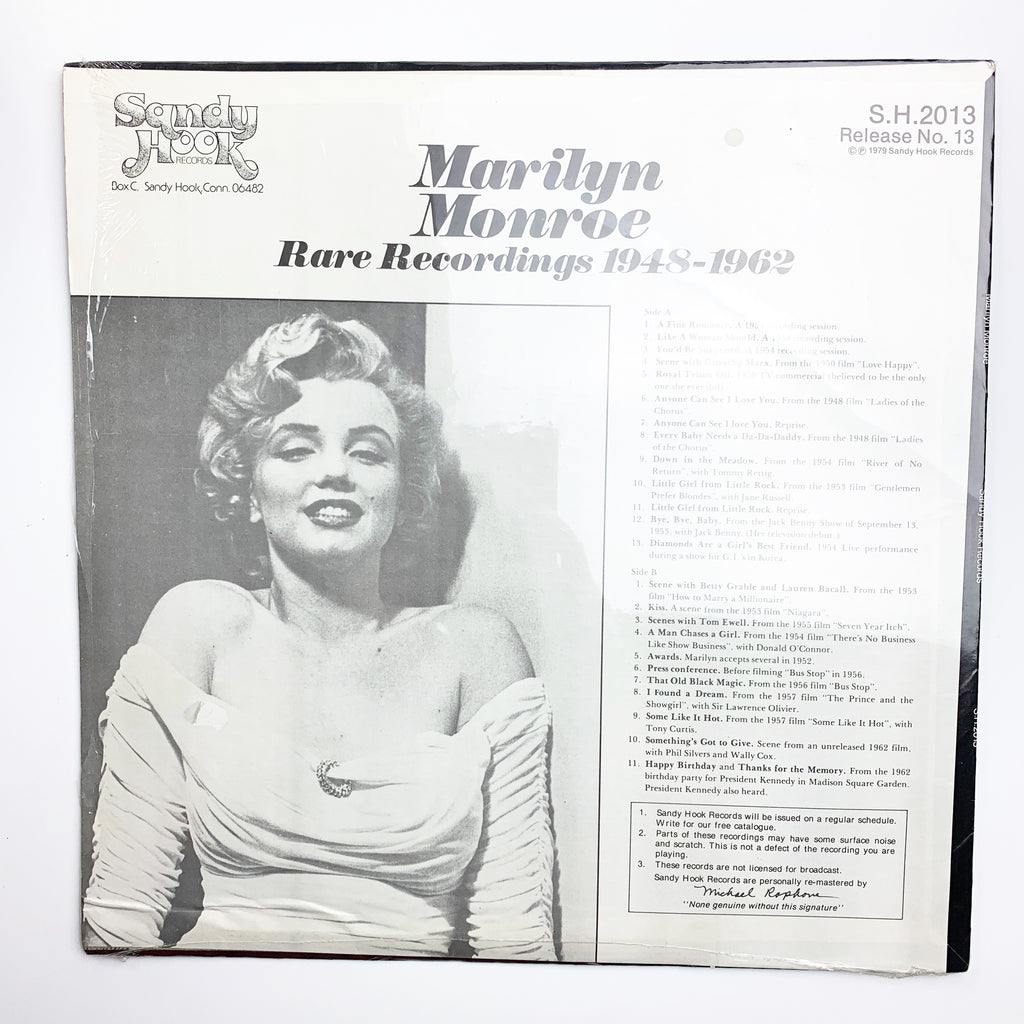 Sandy
Hook
RECORDS
Box C, Sandy Hook, Conn. 06482
S.H.2013
Release No. 13
©℗ 1979 Sandy Hook Records
Marilyn
Monroe
Rare Recordings 1948-1962
Side A
1. A Fine Romance. A recording session.
2. Like A Woman Should. A recording session.
3. You'd Be Surprised. A 1954 recording session.
4. Scene with Groucho Marx. From the 1950 film "Love Happy".
5. Royal Triton Oil. 1950 TV commercial (believed to be the only
one she ever did).
6. Anyone Can See I Love You. From the 1948 film "Ladies of the
Chorus".
7. Anyone Can See I love You. Reprise.
8. Every Baby Needs a Da-Da-Daddy. From the 1948 film "Ladies
of the Chorus".
9. Down in the Meadow. From the 1954 film "River of No
Return", with Tommy Rettig.
10. Little Girl from Little Rock. From the 1953 film "Gentlemen
Prefer Blondes", with Jane Russell.
11. Little Girl from Little Rock. Reprise.
12. Bye, Bye, Baby. From the Jack Benny Show of September 13,
1953, with Jack Benny. (Her television debut.)
13. Diamonds Are a Girl's Best Friend. 1954 Live performance
during a show for G.I.'s in Korea.
Side B
1. Scene with Betty Grable and Lauren Bacall. From the 1953
film "How to Marry a Millionaire".
2. Kiss. A scene from the 1953 film "Niagara".
3. Scenes with Tom Ewell. From the 1955 film "Seven Year Itch".
4. A Man Chases a Girl. From the 1954 film "There's No Business
Like Show Business", with Donald O'Connor.
5. Awards. Marilyn accepts several in 1952.
6. Press conference. Before filming "Bus Stop" in 1956.
7. That Old Black Magic. From the 1956 film "Bus Stop".
8. I Found a Dream. From the 1957 film "The Prince and the
Showgirl", with Sir Lawrence Olivier.
9. Some Like It Hot. From the 1957 film "Some Like It Hot", with
Tony Curtis.
10. Something's Got to Give. Scene from an unreleased 1962 film,
with Phil Silvers and Wally Cox.
11. Happy Birthday and Thanks for the Memory. From the 1962
birthday party for President Kennedy in Madison Square Garden.
President Kennedy also heard.
1. Sandy Hook Records will be issued on a regular schedule.
Write for our free catalogue.
2. Parts of these recordings may have some surface noise
and scratch. This is not a defect of the recording you are
playing.
3. These records are not licensed for broadcast.
Sandy Hook Records are personally re-mastered by
Michael
"None genuine without this signature"
Marilyn Monroe
Sandy Hook Records
S.H.2013